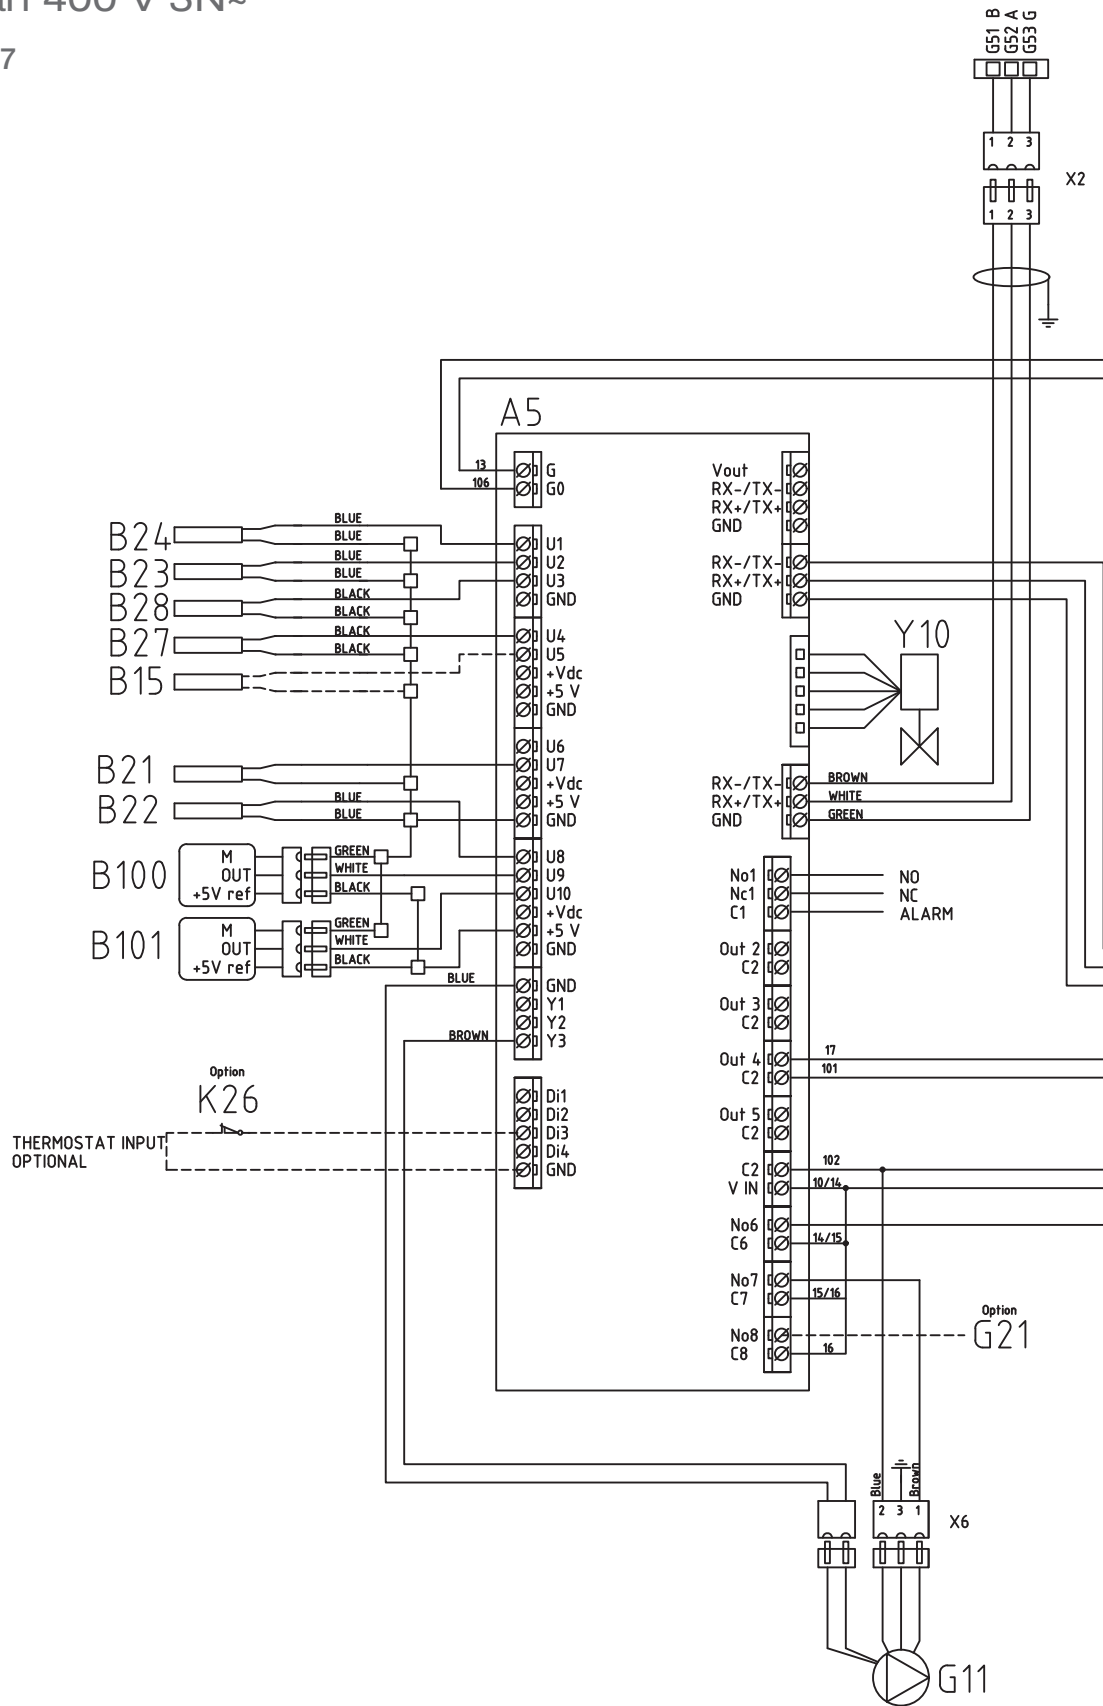 400 V 3N~
7
G51 B
G52 A
G53 G
1 2 3
X2
1 2 3
A5
13 G
106 G0
Vout
RX-/TX-
RX+/TX+
GND
B24 BLUE
BLUE
U1
B23 BLUE
BLUE
U2
U3
B28 BLACK
BLACK
GND
B27 BLACK
BLACK
U4
U5
B15
+Vdc
+5 V
GND
RX-/TX-
RX+/TX+
GND
Y10
B21
U6
U7
+Vdc
B22 BLUE
BLUE
+5 V
GND
RX-/TX- BROWN
RX+/TX+ WHITE
GND GREEN
B100
M GREEN
OUT WHITE
+5V ref BLACK
U8
U9
U10
+Vdc
B101
M GREEN
OUT WHITE
+5V ref BLACK
+5 V
GND
BLUE GND
Y1
Y2
BROWN Y3
No1 NO
Nc1 NC
C1 ALARM
Out 2
C2
Out 3
C2
Out 4 17
C2 101
Out 5
C2
C2 102
V IN 10/14
No6
C6 14/15
No7
C7 15/16
No8
C8 16
Option
K26
THERMOSTAT INPUT
OPTIONAL
Di1
Di2
Di3
Di4
GND
Option
G21
Blue
Brown
2 3 1
X6
G11